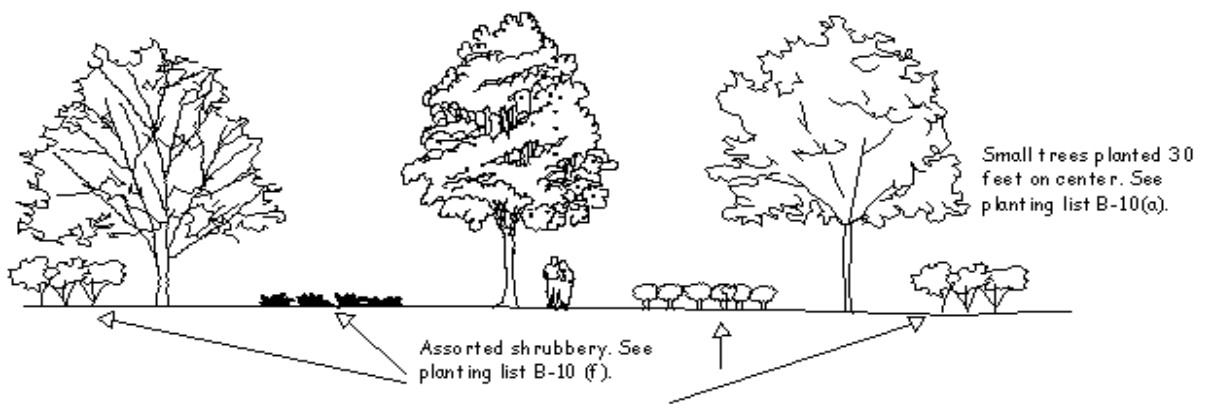 Small trees planted 30
feet on center. See
planting list B-10(a).
Assorted shrubbery. See
planting list B-10 (f).